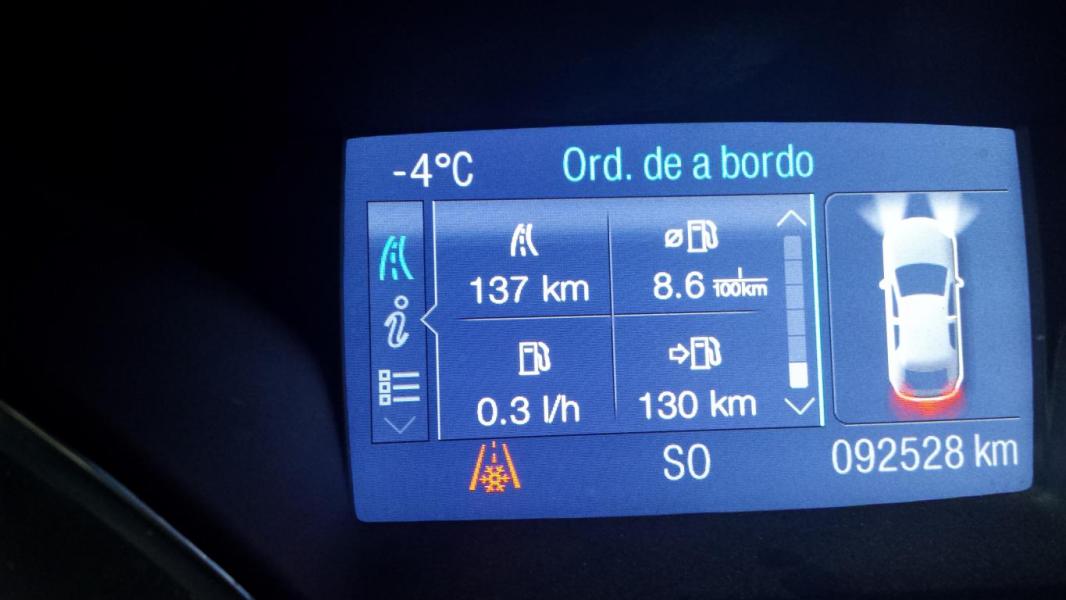 -4°C Ord. de a bordo
137 km
ø 8.6 l/100km
0.3 l/h
130 km
SO 092528 km